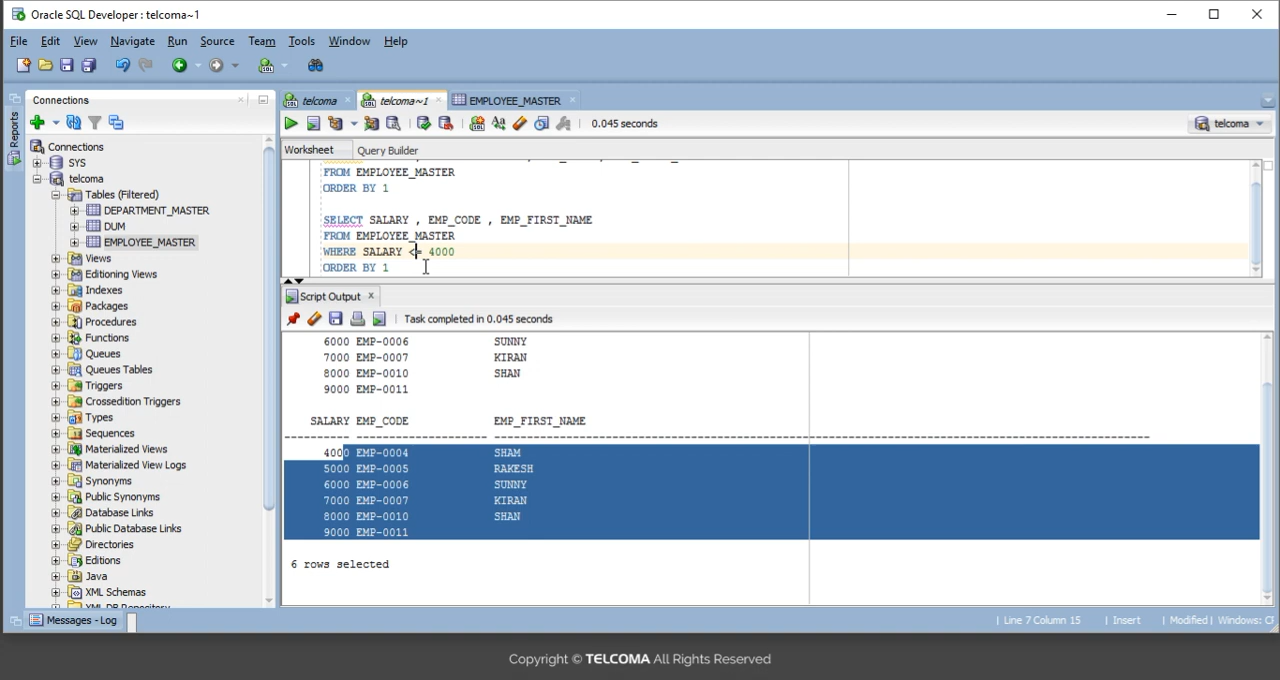 Oracle SQL Developer : telcoma~1
File Edit View Navigate Run Source Team Tools Window Help
Connections
telcoma
telcoma~1
EMPLOYEE_MASTER
0.045 seconds
telcoma
Reports
Worksheet
Query Builder
Connections
SYS
telcoma
Tables (Filtered)
DEPARTMENT_MASTER
DUM
EMPLOYEE_MASTER
Views
Editioning Views
Indexes
Packages
Procedures
Functions
Queues
Queues Tables
Triggers
Crossedition Triggers
Types
Sequences
Materialized Views
Materialized View Logs
Synonyms
Public Synonyms
Database Links
Public Database Links
Directories
Editions
Java
XML Schemas
XML DB Repository
FROM EMPLOYEE_MASTER
ORDER BY 1
SELECT SALARY , EMP_CODE , EMP_FIRST_NAME
FROM EMPLOYEE_MASTER
WHERE SALARY <= 4000
ORDER BY 1
Script Output
Task completed in 0.045 seconds
6000 EMP-0006 SUNNY
7000 EMP-0007 KIRAN
8000 EMP-0010 SHAN
9000 EMP-0011
SALARY EMP_CODE EMP_FIRST_NAME
4000 EMP-0004 SHAM
5000 EMP-0005 RAKESH
6000 EMP-0006 SUNNY
7000 EMP-0007 KIRAN
8000 EMP-0010 SHAN
9000 EMP-0011
6 rows selected
Messages - Log
Line 7 Column 15 | Insert | Modified | Windows: CF
Copyright © TELCOMA All Rights Reserved